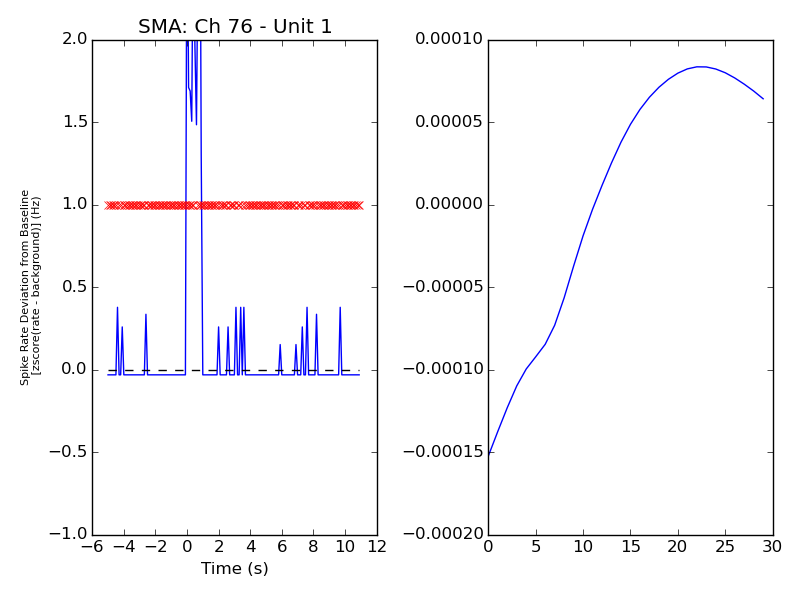 SMA: Ch 76 - Unit 1
2.0
1.5
1.0
0.5
0.0
−0.5
−1.0
−6 −4 −2 0 2 4 6 8 10 12
Time (s)
Spike Rate Deviation from Baseline
[zscore(rate - background)] (Hz)
0.00010
0.00005
0.00000
−0.00005
−0.00010
−0.00015
−0.00020
0 5 10 15 20 25 30